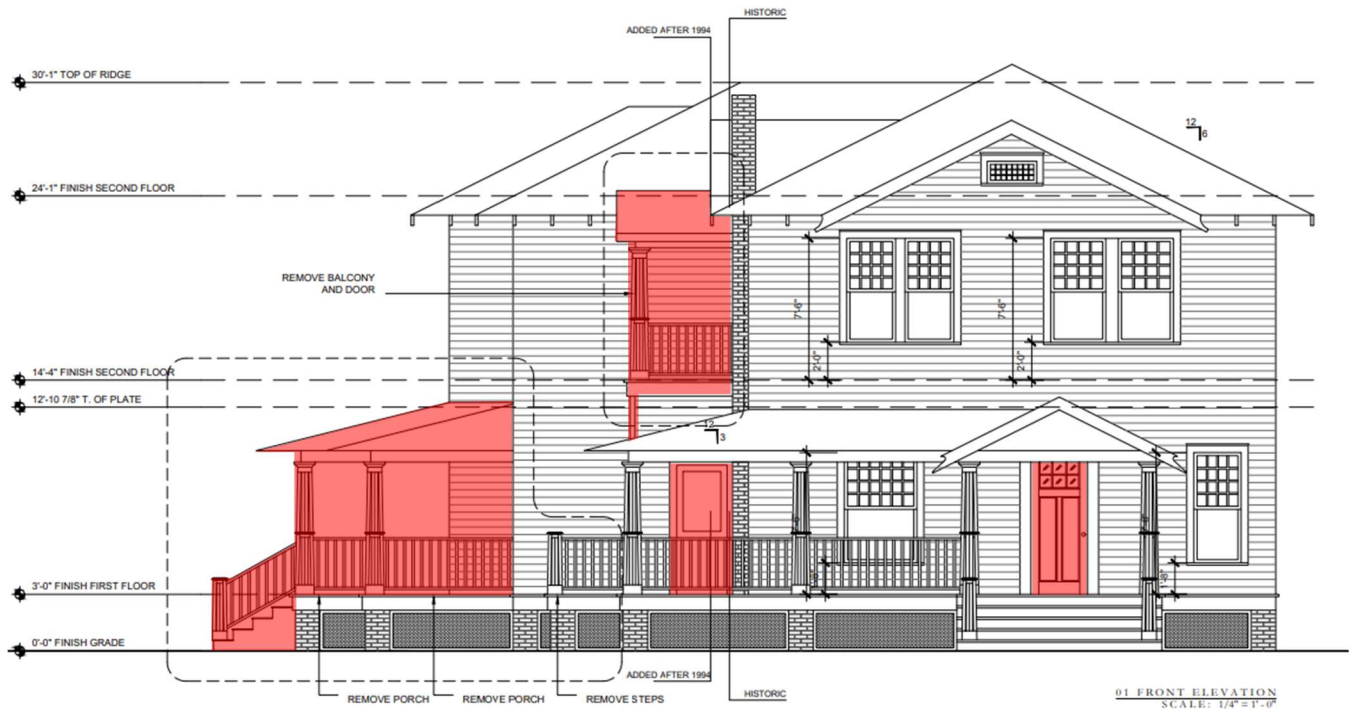 HISTORIC
ADDED AFTER 1994
30'-1" TOP OF RIDGE
12
6
24'-1" FINISH SECOND FLOOR
REMOVE BALCONY
AND DOOR
7'-6"
7'-6"
2'-0"
2'-0"
14'-4" FINISH SECOND FLOOR
12'-10 7/8" T. OF PLATE
12
3
1'-8"
3'-0" FINISH FIRST FLOOR
0'-0" FINISH GRADE
ADDED AFTER 1994
HISTORIC
REMOVE PORCH
REMOVE PORCH
REMOVE STEPS
01 FRONT ELEVATION
SCALE: 1/4" = 1'-0"